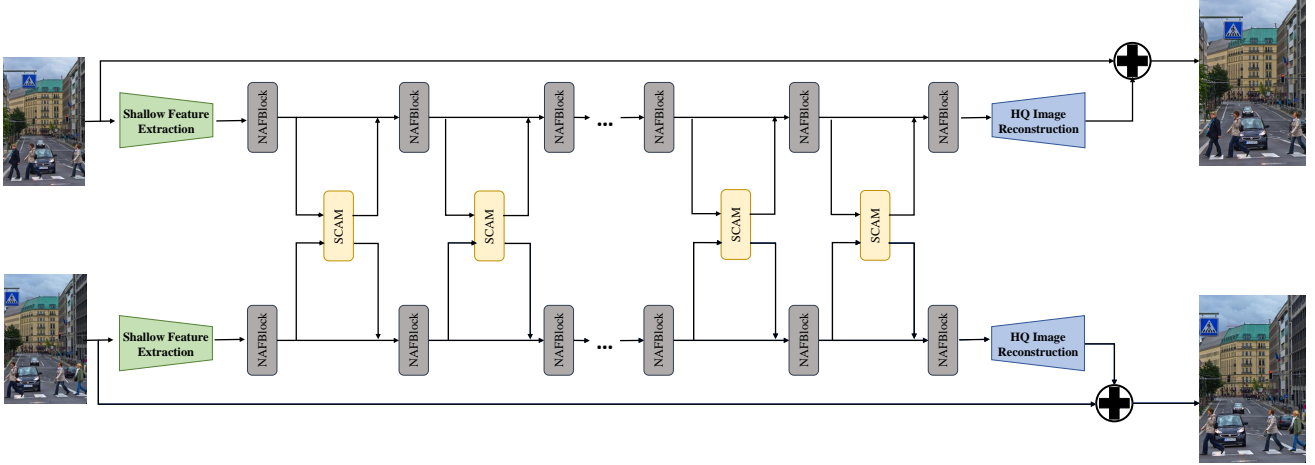 Shallow Feature
Extraction
NAFBlock
NAFBlock
NAFBlock
...
NAFBlock
NAFBlock
NAFBlock
HQ Image
Reconstruction
SCAM
SCAM
SCAM
SCAM
Shallow Feature
Extraction
NAFBlock
NAFBlock
NAFBlock
...
NAFBlock
NAFBlock
NAFBlock
HQ Image
Reconstruction